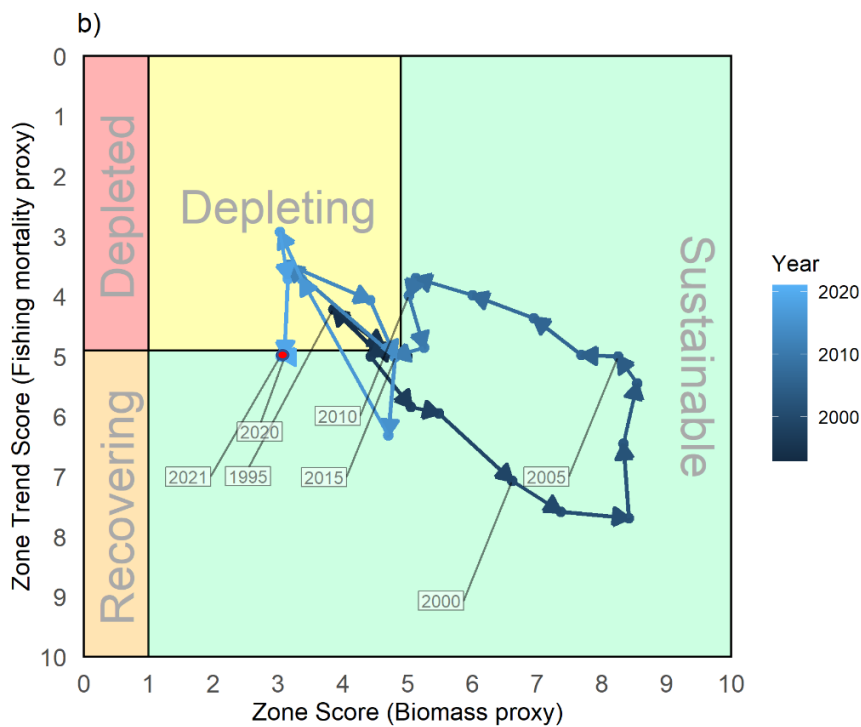 b)
Zone Trend Score (Fishing mortality proxy)
0
1
2
3
4
5
6
7
8
9
10
Depleted
Depleting
Recovering
Sustainable
2010
2020
2021
1995
2015
2005
2000
0 1 2 3 4 5 6 7 8 9 10
Zone Score (Biomass proxy)
Year
2020
2010
2000